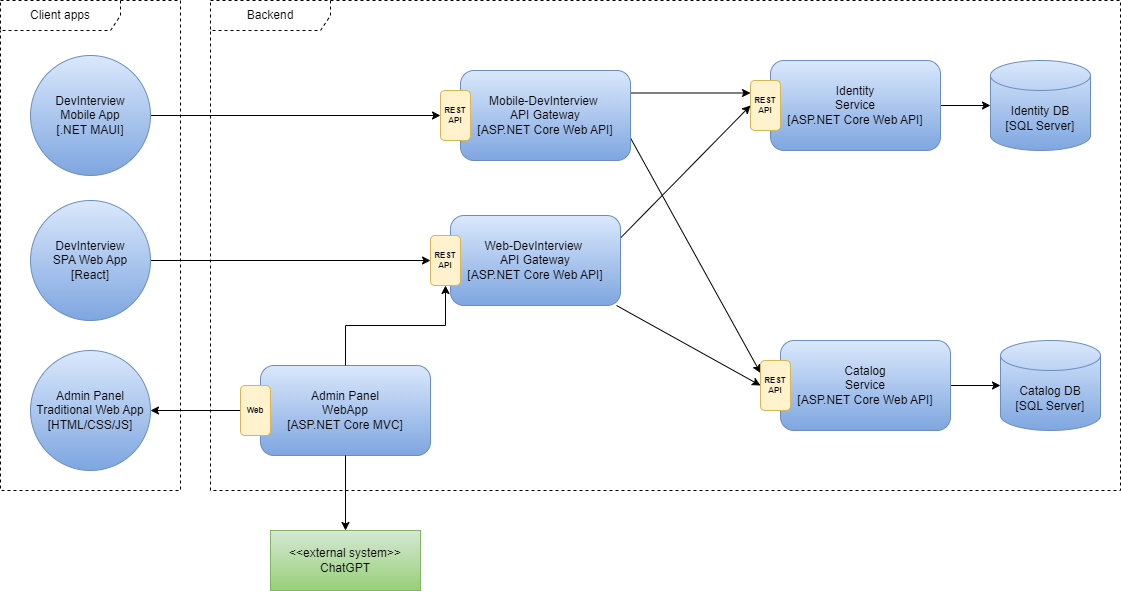 Client apps
Backend
DevInterview
Mobile App
[.NET MAUI]
REST
API
Mobile-DevInterview
API Gateway
[ASP.NET Core Web API]
REST
API
Identity
Service
[ASP.NET Core Web API]
Identity DB
[SQL Server]
DevInterview
SPA Web App
[React]
REST
API
Web-DevInterview
API Gateway
[ASP.NET Core Web API]
Admin Panel
Traditional Web App
[HTML/CSS/JS]
Web
Admin Panel
WebApp
[ASP.NET Core MVC]
REST
API
Catalog
Service
[ASP.NET Core Web API]
Catalog DB
[SQL Server]
<<external system>>
ChatGPT